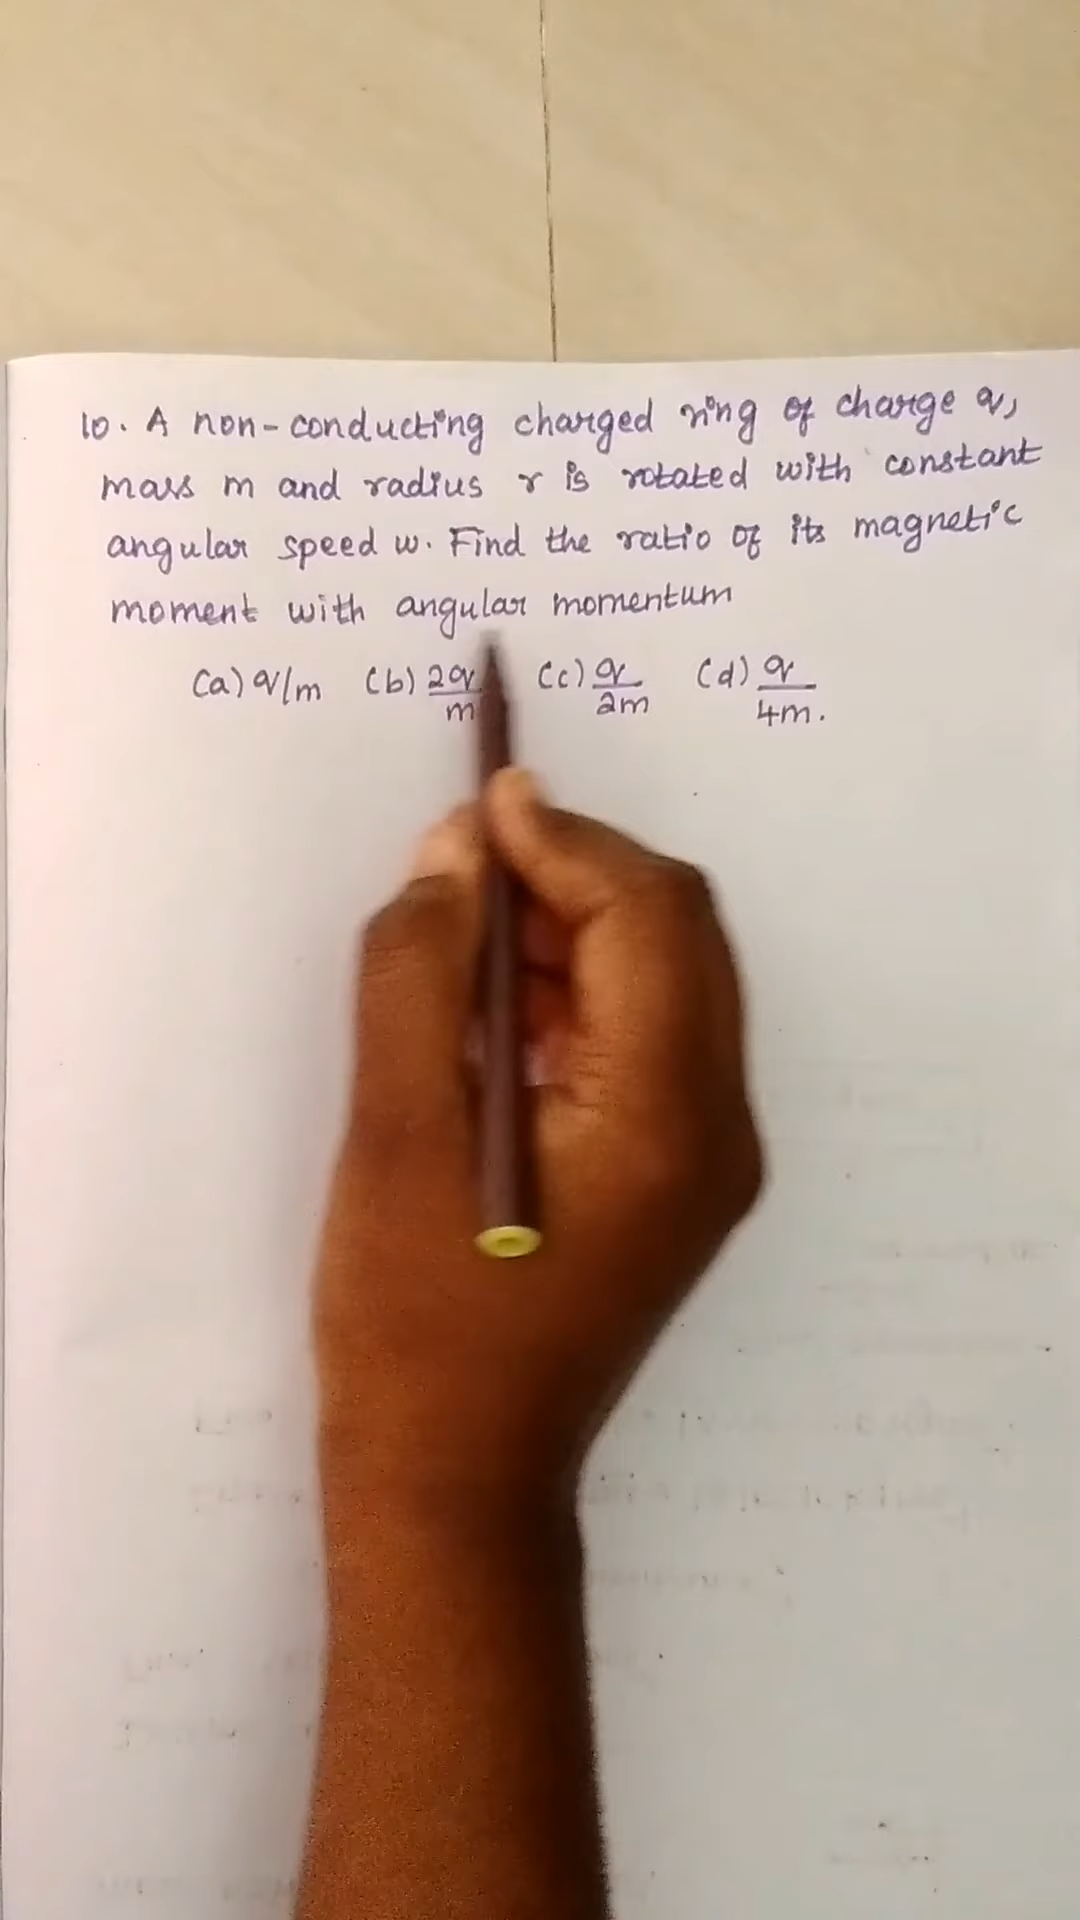 10. A non-conducting charged ring of charge q,
mass m and radius r is rotated with constant
angular speed w. Find the ratio of its magnetic
moment with angular momentum
(a) q/m (b) 2q/m (c) q/2m (d) q/4m.